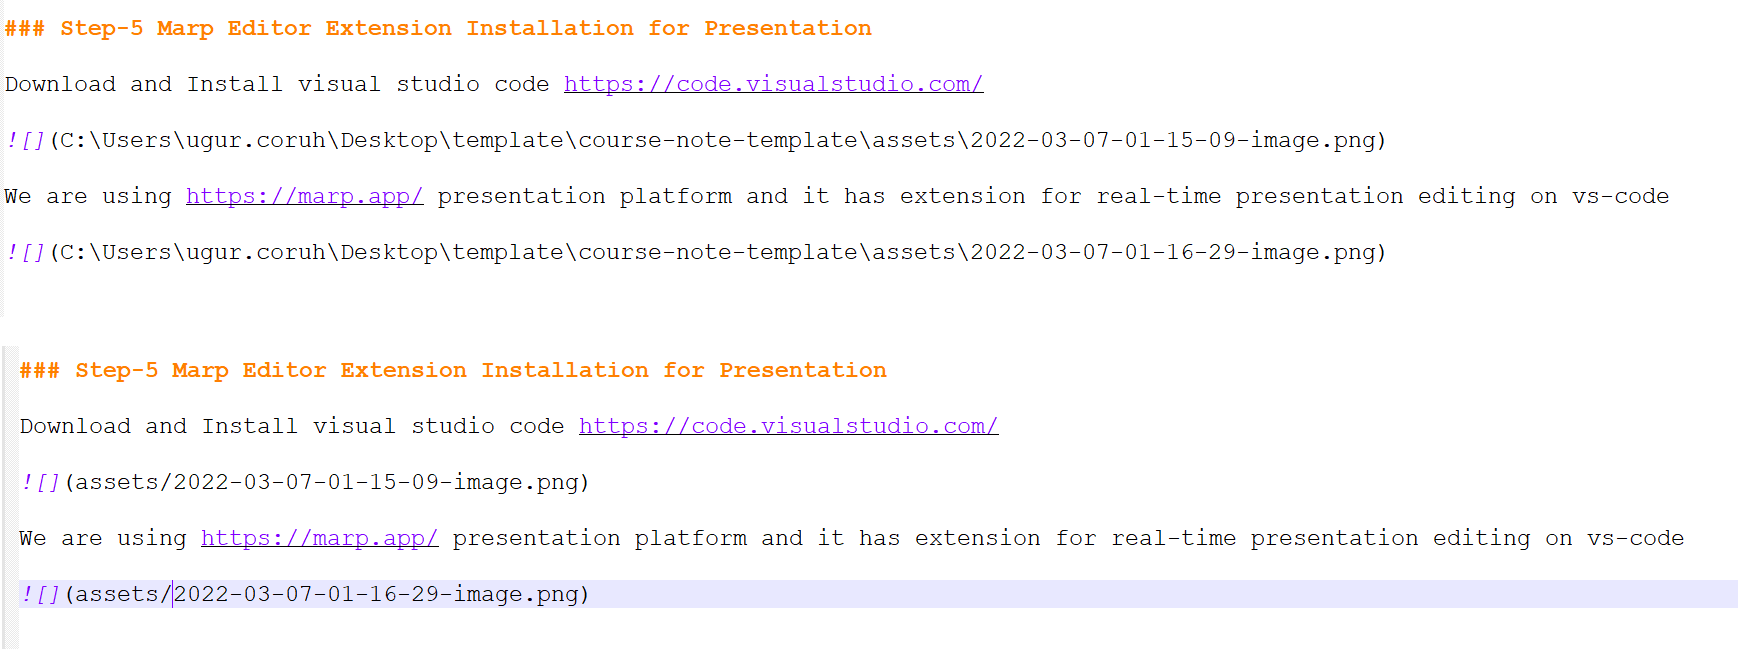 ### Step-5 Marp Editor Extension Installation for Presentation
Download and Install visual studio code https://code.visualstudio.com/
![](C:\Users\ugur.coruh\Desktop\template\course-note-template\assets\2022-03-07-01-15-09-image.png)
We are using https://marp.app/ presentation platform and it has extension for real-time presentation editing on vs-code
![](C:\Users\ugur.coruh\Desktop\template\course-note-template\assets\2022-03-07-01-16-29-image.png)
### Step-5 Marp Editor Extension Installation for Presentation
Download and Install visual studio code https://code.visualstudio.com/
![](assets/2022-03-07-01-15-09-image.png)
We are using https://marp.app/ presentation platform and it has extension for real-time presentation editing on vs-code
![](assets/2022-03-07-01-16-29-image.png)